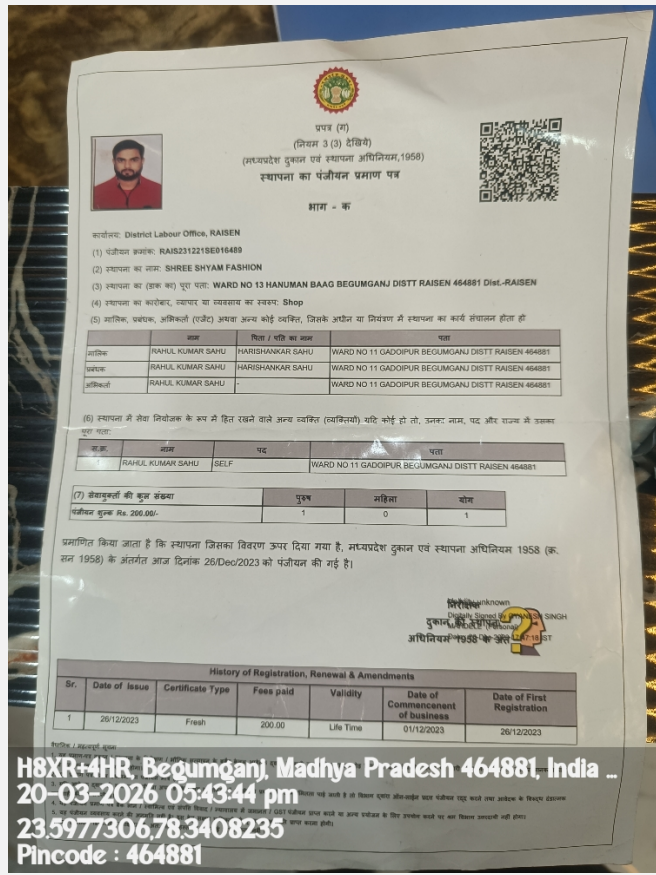 प्रपत्र (ग)
(नियम 3 (3) देखिये)
(मध्यप्रदेश दुकान एवं स्थापना अधिनियम,1958)
स्थापना का पंजीयन प्रमाण पत्र
भाग - क
कार्यालय: District Labour Office, RAISEN
(1) पंजीयन क्रमांक: RAIS231221SE016489
(2) स्थापना का नाम: SHREE SHYAM FASHION
(3) स्थापना का (डाक का) पूरा पता: WARD NO 13 HANUMAN BAAG BEGUMGANJ DISTT RAISEN 464881 Dist.-RAISEN
(4) स्थापना का कारोबार, व्यापार या व्यवसाय का स्वरुप: Shop
(5) मालिक, प्रबंधक, अभिकर्ता (एजेंट) अथवा अन्य कोई व्यक्ति, जिसके अधीन या नियंत्रण में स्थापना का कार्य संचालन होता हो
नाम पिता / पति का नाम पता
मालिक RAHUL KUMAR SAHU HARISHANKAR SAHU WARD NO 11 GADOIPUR BEGUMGANJ DISTT RAISEN 464881
प्रबंधक RAHUL KUMAR SAHU HARISHANKAR SAHU WARD NO 11 GADOIPUR BEGUMGANJ DISTT RAISEN 464881
अभिकर्ता RAHUL KUMAR SAHU - WARD NO 11 GADOIPUR BEGUMGANJ DISTT RAISEN 464881
(6) स्थापना में सेवा नियोजक के रूप में हित रखने वाले अन्य व्यक्ति (व्यक्तियों) यदि कोई हो तो, उनका नाम, पद और राज्य में उसका
पूरा पता:
स.क्र. नाम पद पता
1 RAHUL KUMAR SAHU SELF WARD NO 11 GADOIPUR BEGUMGANJ DISTT RAISEN 464881
(7) सेवायुक्तों की कुल संख्या पुरुष महिला योग
पंजीयन शुल्क Rs. 200.00/- 1 0 1
प्रमाणित किया जाता है कि स्थापना जिसका विवरण ऊपर दिया गया है, मध्यप्रदेश दुकान एवं स्थापना अधिनियम 1958 (क्र.
सन 1958) के अंतर्गत आज दिनांक 26/Dec/2023 को पंजीयन की गई है।
निरीक्षक unknown
Digitally Signed By SINGH
दुकान
अधिनियम 1958 के
History of Registration, Renewal & Amendments
Sr. Date of Issue Certificate Type Fees paid Validity Date of Commencement of business Date of First Registration
1 26/12/2023 Fresh 200.00 Life Time 01/12/2023 26/12/2023
H8XR+4HR, Begumganj, Madhya Pradesh 464881, India ...
20-03-2026 05:43:44 pm
23.5977306,78.3408235
Pincode : 464881